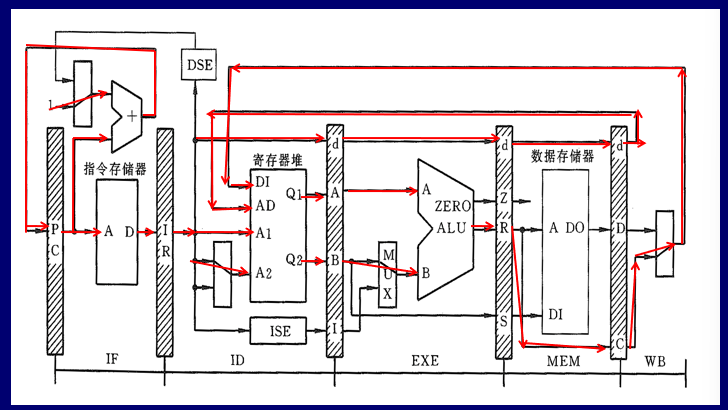 DSE
1
+
指令存储器
寄存器堆
数据存储器
d
d
d
DI
AD
Q1
A
A
Z
ZERO
P
C
A D
I
R
A1
ALU
R
A DO
D
A2
Q2
B
M
U
X
B
ISE
I
S
DI
C
IF
ID
EXE
MEM
WB